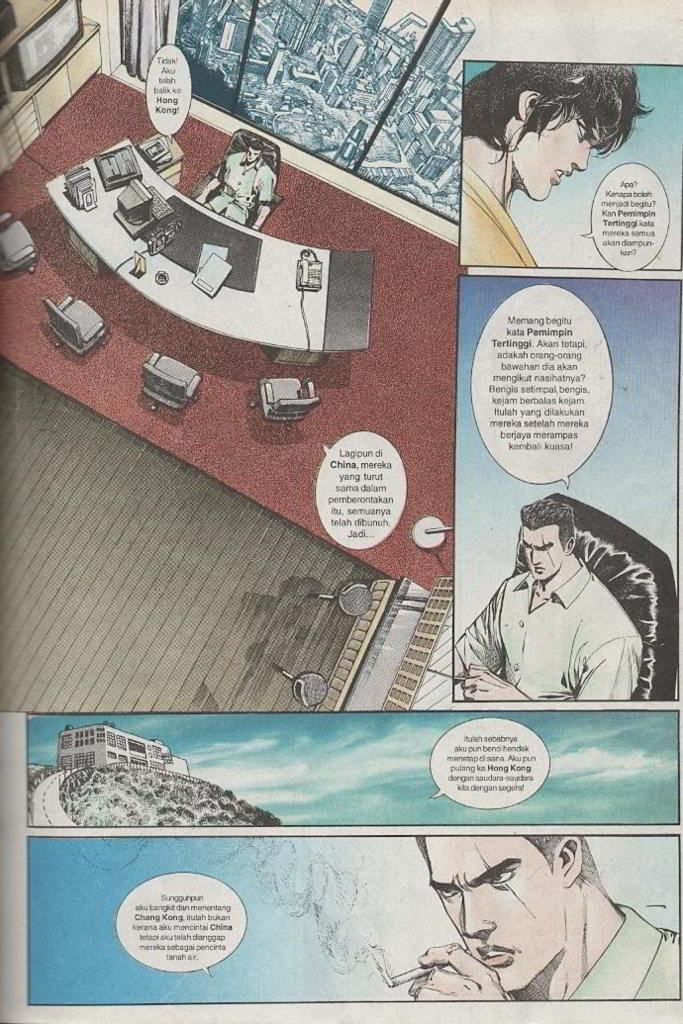 Tidak!
Aku
telah
balik ke
Hong
Kong!
Lagipun di
China, mereka
yang turut
sama dalam
pemberontakan
itu, semuanya
telah dibunuh.
Jadi...
Apa?
Kenapa boleh
menjadi begitu?
Kan Pemimpin
Tertinggi kata
mereka semua
akan diampun-
kan?
Memang begitu
kata Pemimpin
Tertinggi. Akan tetapi,
adakah orang-orang
bawahan dia akan
mengikut nasihatnya?
Bengis setimpal bengis,
kejam berbalas kejam.
Itulah yang dilakukan
mereka setelah mereka
berjaya merampas
kembali kuasa!
Itulah sebabnya
aku pun benci hendak
menetap di sana. Aku pun
pulang ke Hong Kong
dengan saudara-saudara
kita dengan segera!
Sungguhpun
aku bangkit dan menentang
Chang Kong, itulah bukan
kerana aku mencintai China
tetapi aku telah dianggap
mereka sebagai pencinta
tanah air.